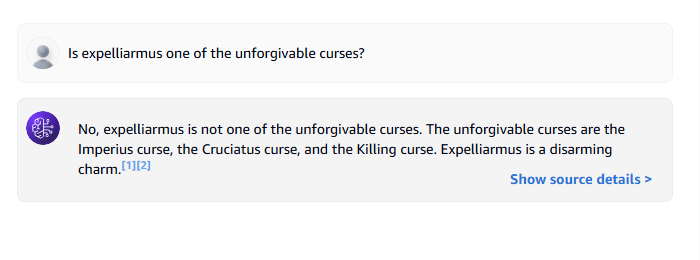 Is expelliarmus one of the unforgivable curses?
No, expelliarmus is not one of the unforgivable curses. The unforgivable curses are the
Imperius curse, the Cruciatus curse, and the Killing curse. Expelliarmus is a disarming
charm.[1][2]
Show source details >